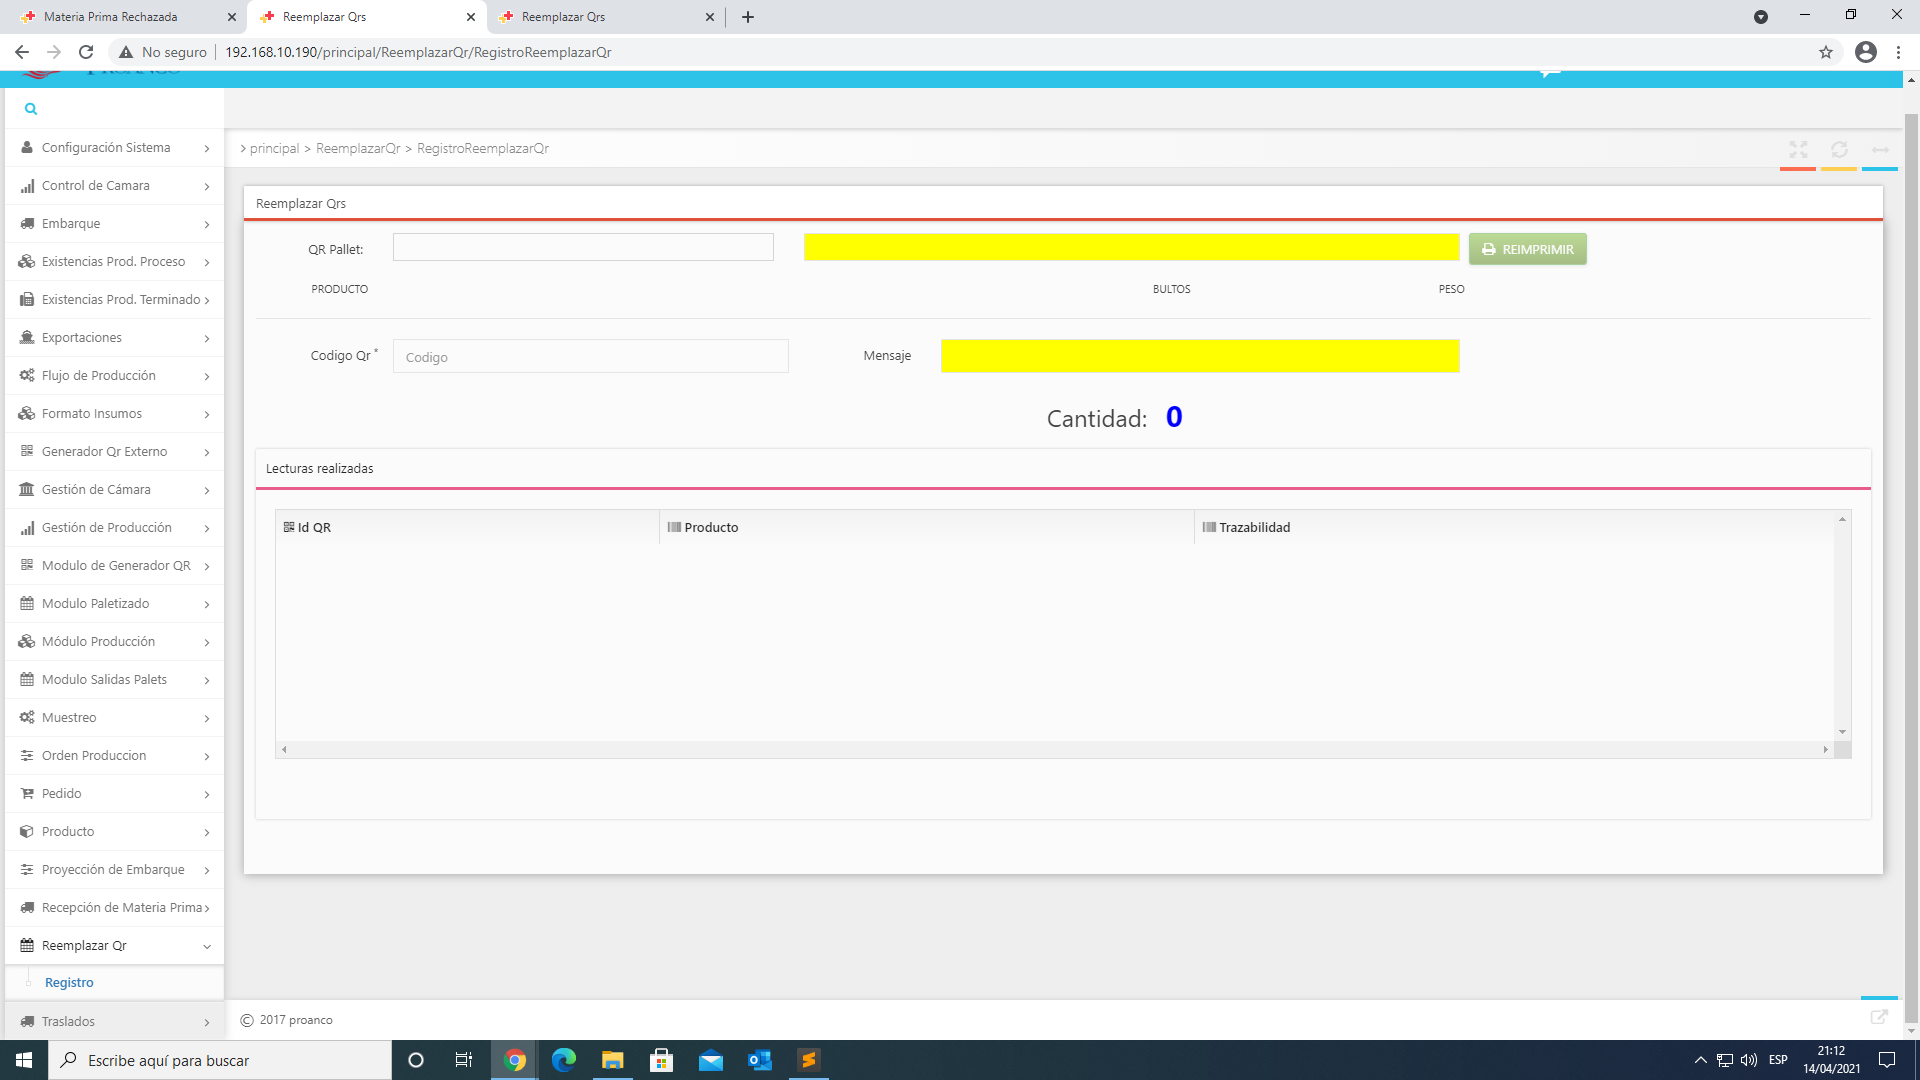 Materia Prima Rechazada
Reemplazar Qrs
Reemplazar Qrs
No seguro
192.168.10.190/principal/ReemplazarQr/RegistroReemplazarQr
> principal > ReemplazarQr > RegistroReemplazarQr
Configuración Sistema
Control de Camara
Embarque
Existencias Prod. Proceso
Existencias Prod. Terminado
Exportaciones
Flujo de Producción
Formato Insumos
Generador Qr Externo
Gestión de Cámara
Gestión de Producción
Modulo de Generador QR
Modulo Paletizado
Módulo Producción
Modulo Salidas Palets
Muestreo
Orden Produccion
Pedido
Producto
Proyección de Embarque
Recepción de Materia Prima
Reemplazar Qr
Registro
Traslados
Reemplazar Qrs
QR Pallet:
REIMPRIMIR
PRODUCTO BULTOS PESO
Codigo Qr * Codigo Mensaje
Cantidad: 0
Lecturas realizadas
Id QR Producto Trazabilidad
© 2017 proanco
Escribe aquí para buscar
ESP
21:12
14/04/2021